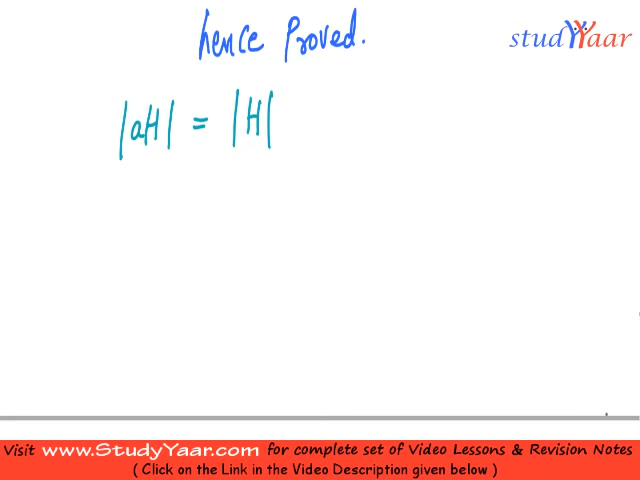 hence Proved.
studYYaar
|aH| = |H|
Visit www.StudyYaar.com for complete set of Video Lessons & Revision Notes
( Click on the Link in the Video Description given below )